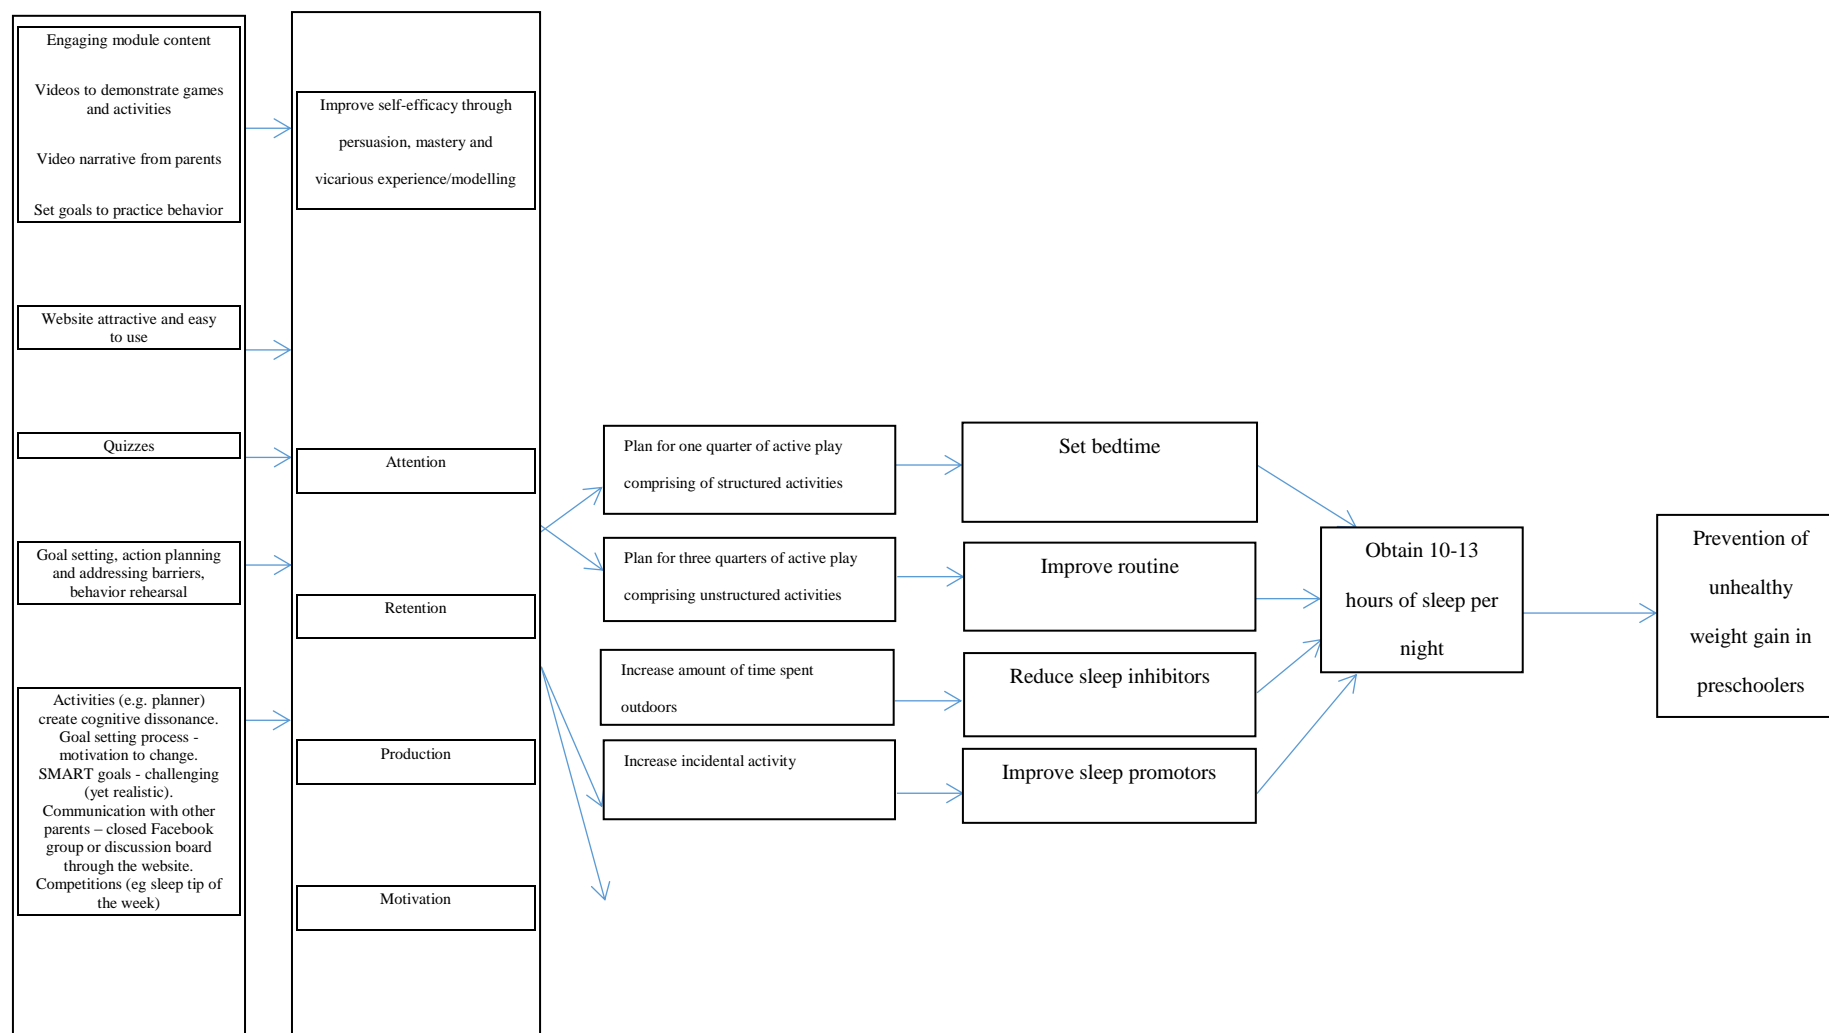 Engaging module content
Videos to demonstrate games
and activities
Video narrative from parents
Set goals to practice behavior
Website attractive and easy
to use
Quizzes
Goal setting, action planning
and addressing barriers,
behavior rehearsal
Activities (e.g. planner)
create cognitive dissonance.
Goal setting process -
motivation to change.
SMART goals - challenging
(yet realistic).
Communication with other
parents – closed Facebook
group or discussion board
through the website.
Competitions (eg sleep tip of
the week)
Improve self-efficacy through
persuasion, mastery and
vicarious experience/modelling
Attention
Retention
Production
Motivation
Plan for one quarter of active play
comprising of structured activities
Plan for three quarters of active play
comprising unstructured activities
Increase amount of time spent
outdoors
Increase incidental activity
Set bedtime
Improve routine
Reduce sleep inhibitors
Improve sleep promotors
Obtain 10-13
hours of sleep per
night
Prevention of
unhealthy
weight gain in
preschoolers